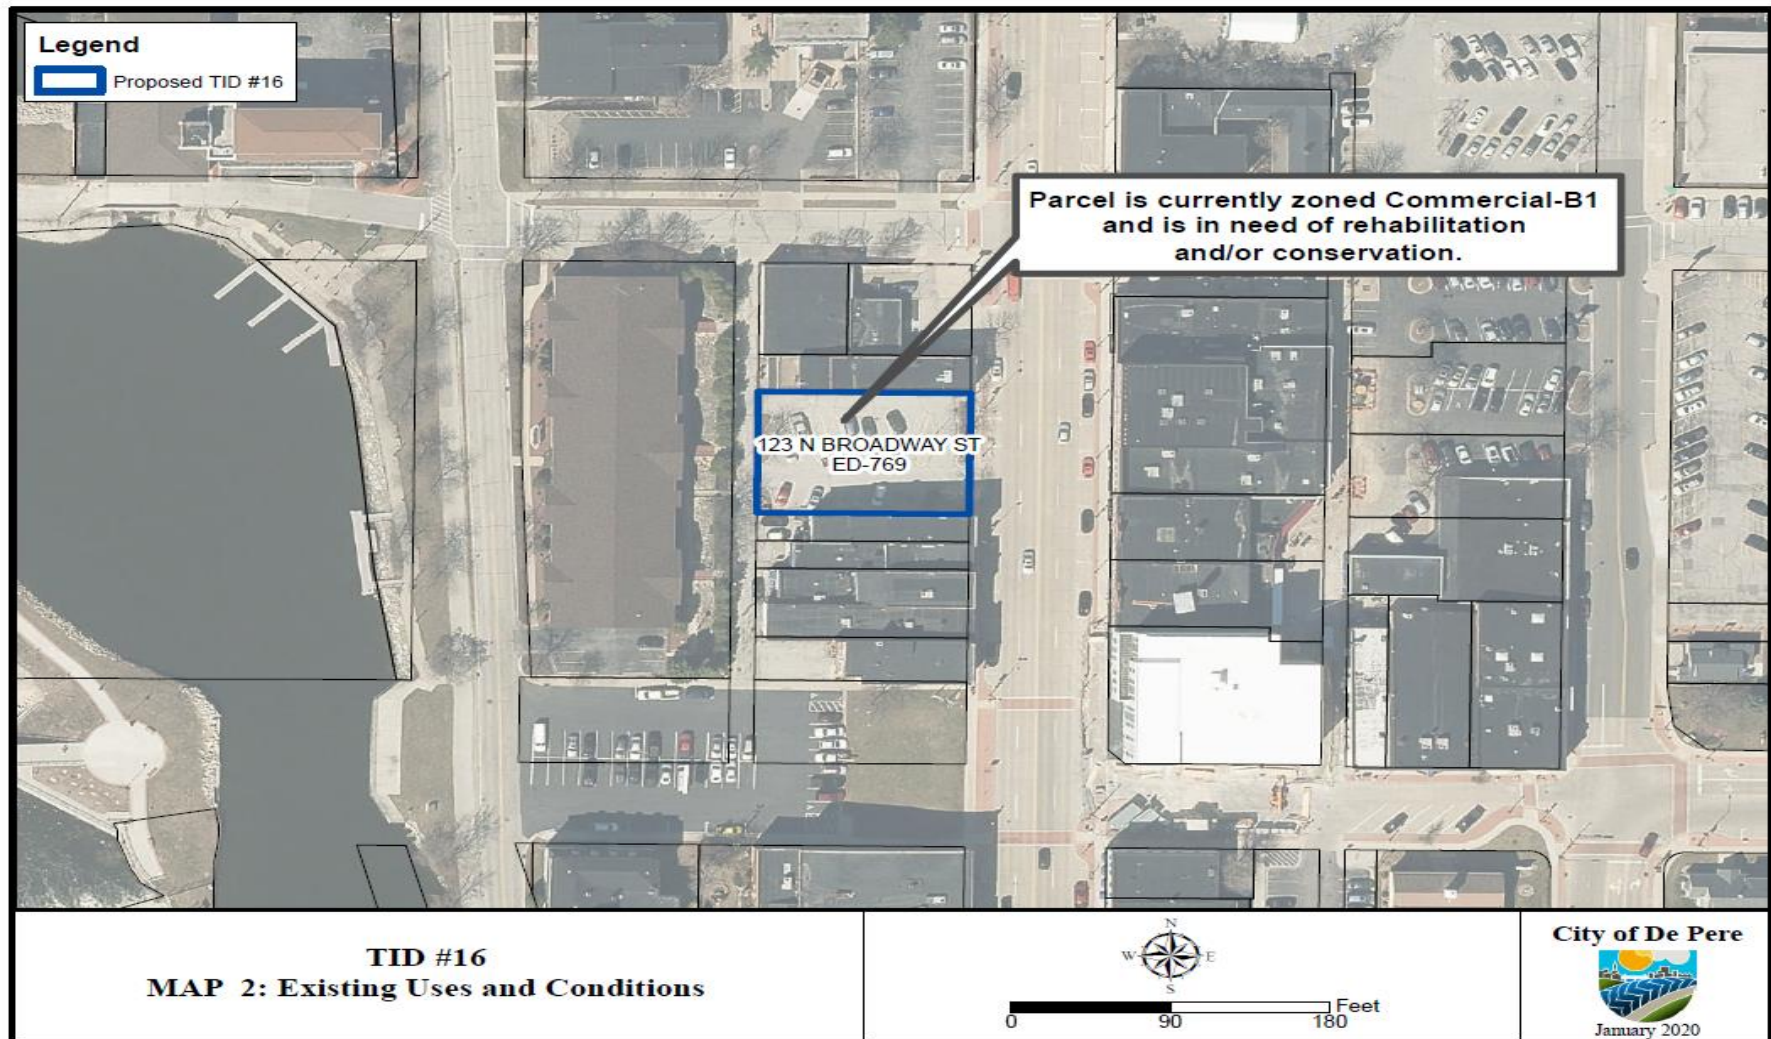 Legend
Proposed TID #16
Parcel is currently zoned Commercial-B1
and is in need of rehabilitation
and/or conservation.
123 N BROADWAY ST
ED-769
TID #16
MAP 2: Existing Uses and Conditions
N
W E
S
Feet
0 90 180
City of De Pere
January 2020